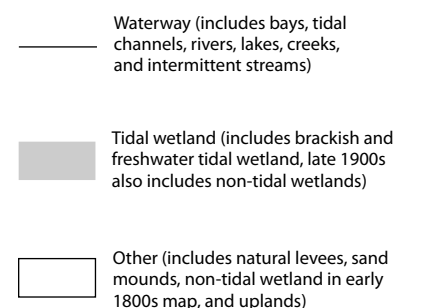 Waterway (includes bays, tidal
channels, rivers, lakes, creeks,
and intermittent streams)
Tidal wetland (includes brackish and
freshwater tidal wetland, late 1900s
also includes non-tidal wetlands)
Other (includes natural levees, sand
mounds, non-tidal wetland in early
1800s map, and uplands)